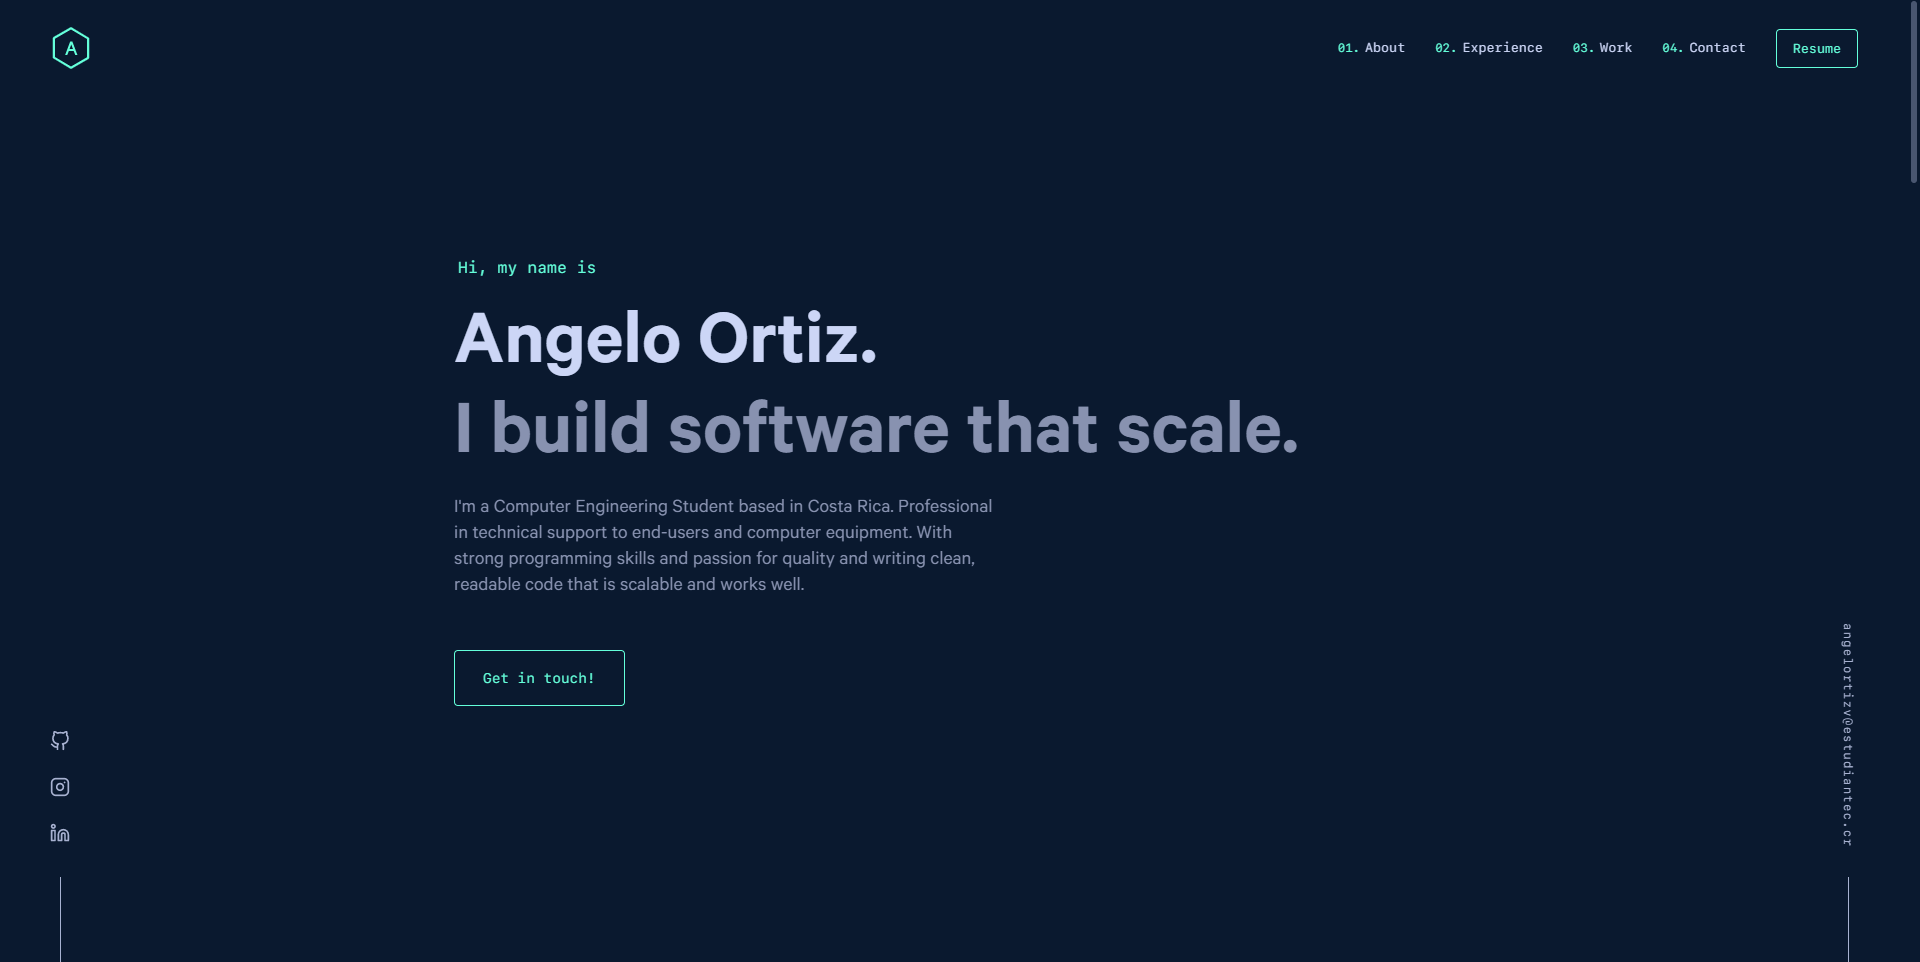 A
01. About 02. Experience 03. Work 04. Contact Resume
Hi, my name is
Angelo Ortiz.
I build software that scale.
I'm a Computer Engineering Student based in Costa Rica. Professional
in technical support to end-users and computer equipment. With
strong programming skills and passion for quality and writing clean,
readable code that is scalable and works well.
Get in touch!
angelortizv@estudiantec.cr